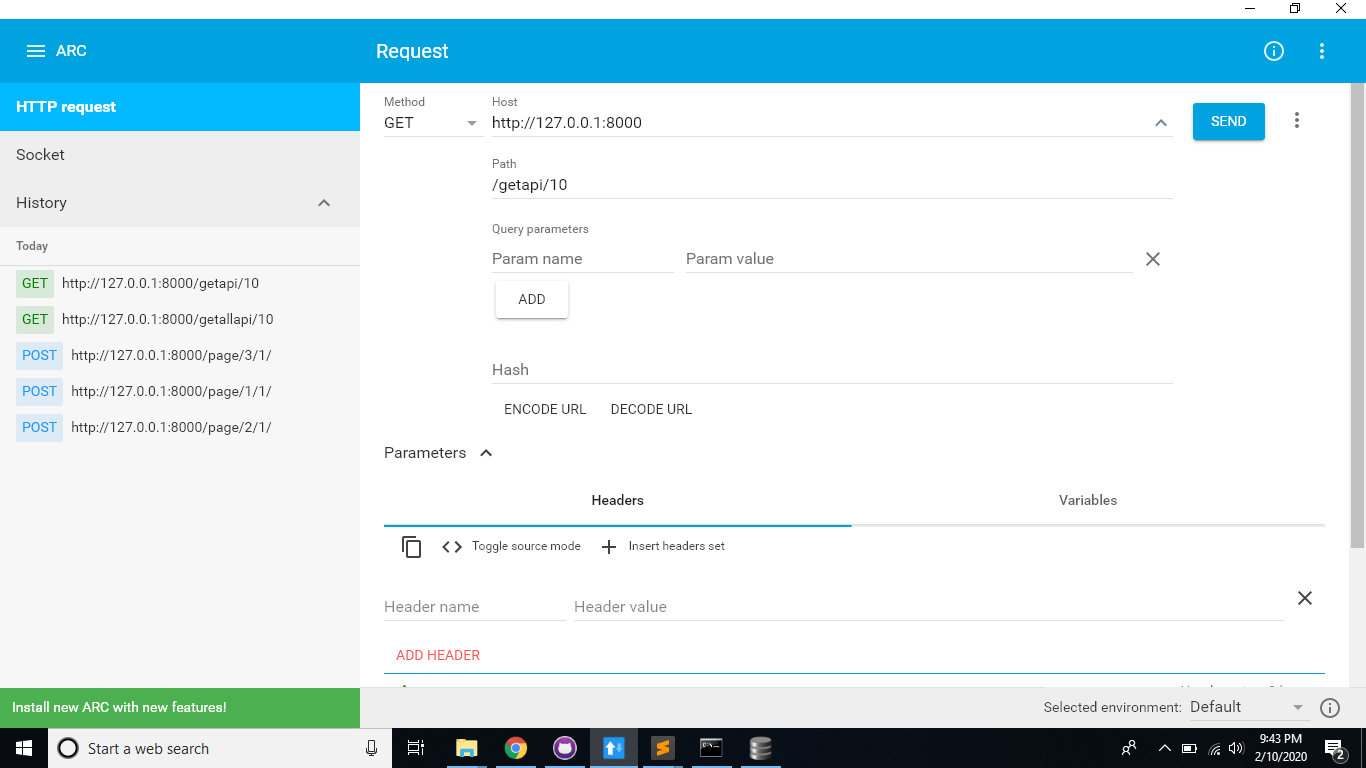 ARC
Request
HTTP request
Socket
History
Today
GET http://127.0.0.1:8000/getapi/10
GET http://127.0.0.1:8000/getallapi/10
POST http://127.0.0.1:8000/page/3/1/
POST http://127.0.0.1:8000/page/1/1/
POST http://127.0.0.1:8000/page/2/1/
Install new ARC with new features!
Method
GET
Host
http://127.0.0.1:8000
SEND
Path
/getapi/10
Query parameters
Param name Param value
ADD
Hash
ENCODE URL DECODE URL
Parameters
Headers Variables
Toggle source mode Insert headers set
Header name Header value
ADD HEADER
Selected environment: Default
Start a web search
9:43 PM
2/10/2020
2